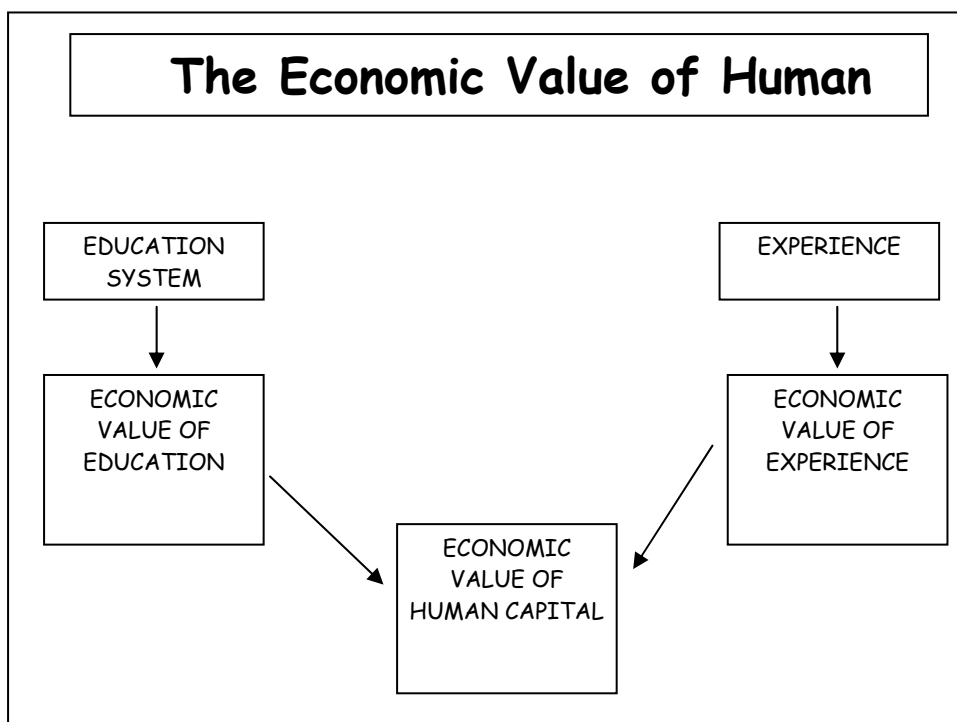 The Economic Value of Human
EDUCATION
SYSTEM
EXPERIENCE
ECONOMIC
VALUE OF
EDUCATION
ECONOMIC
VALUE OF
EXPERIENCE
ECONOMIC
VALUE OF
HUMAN CAPITAL